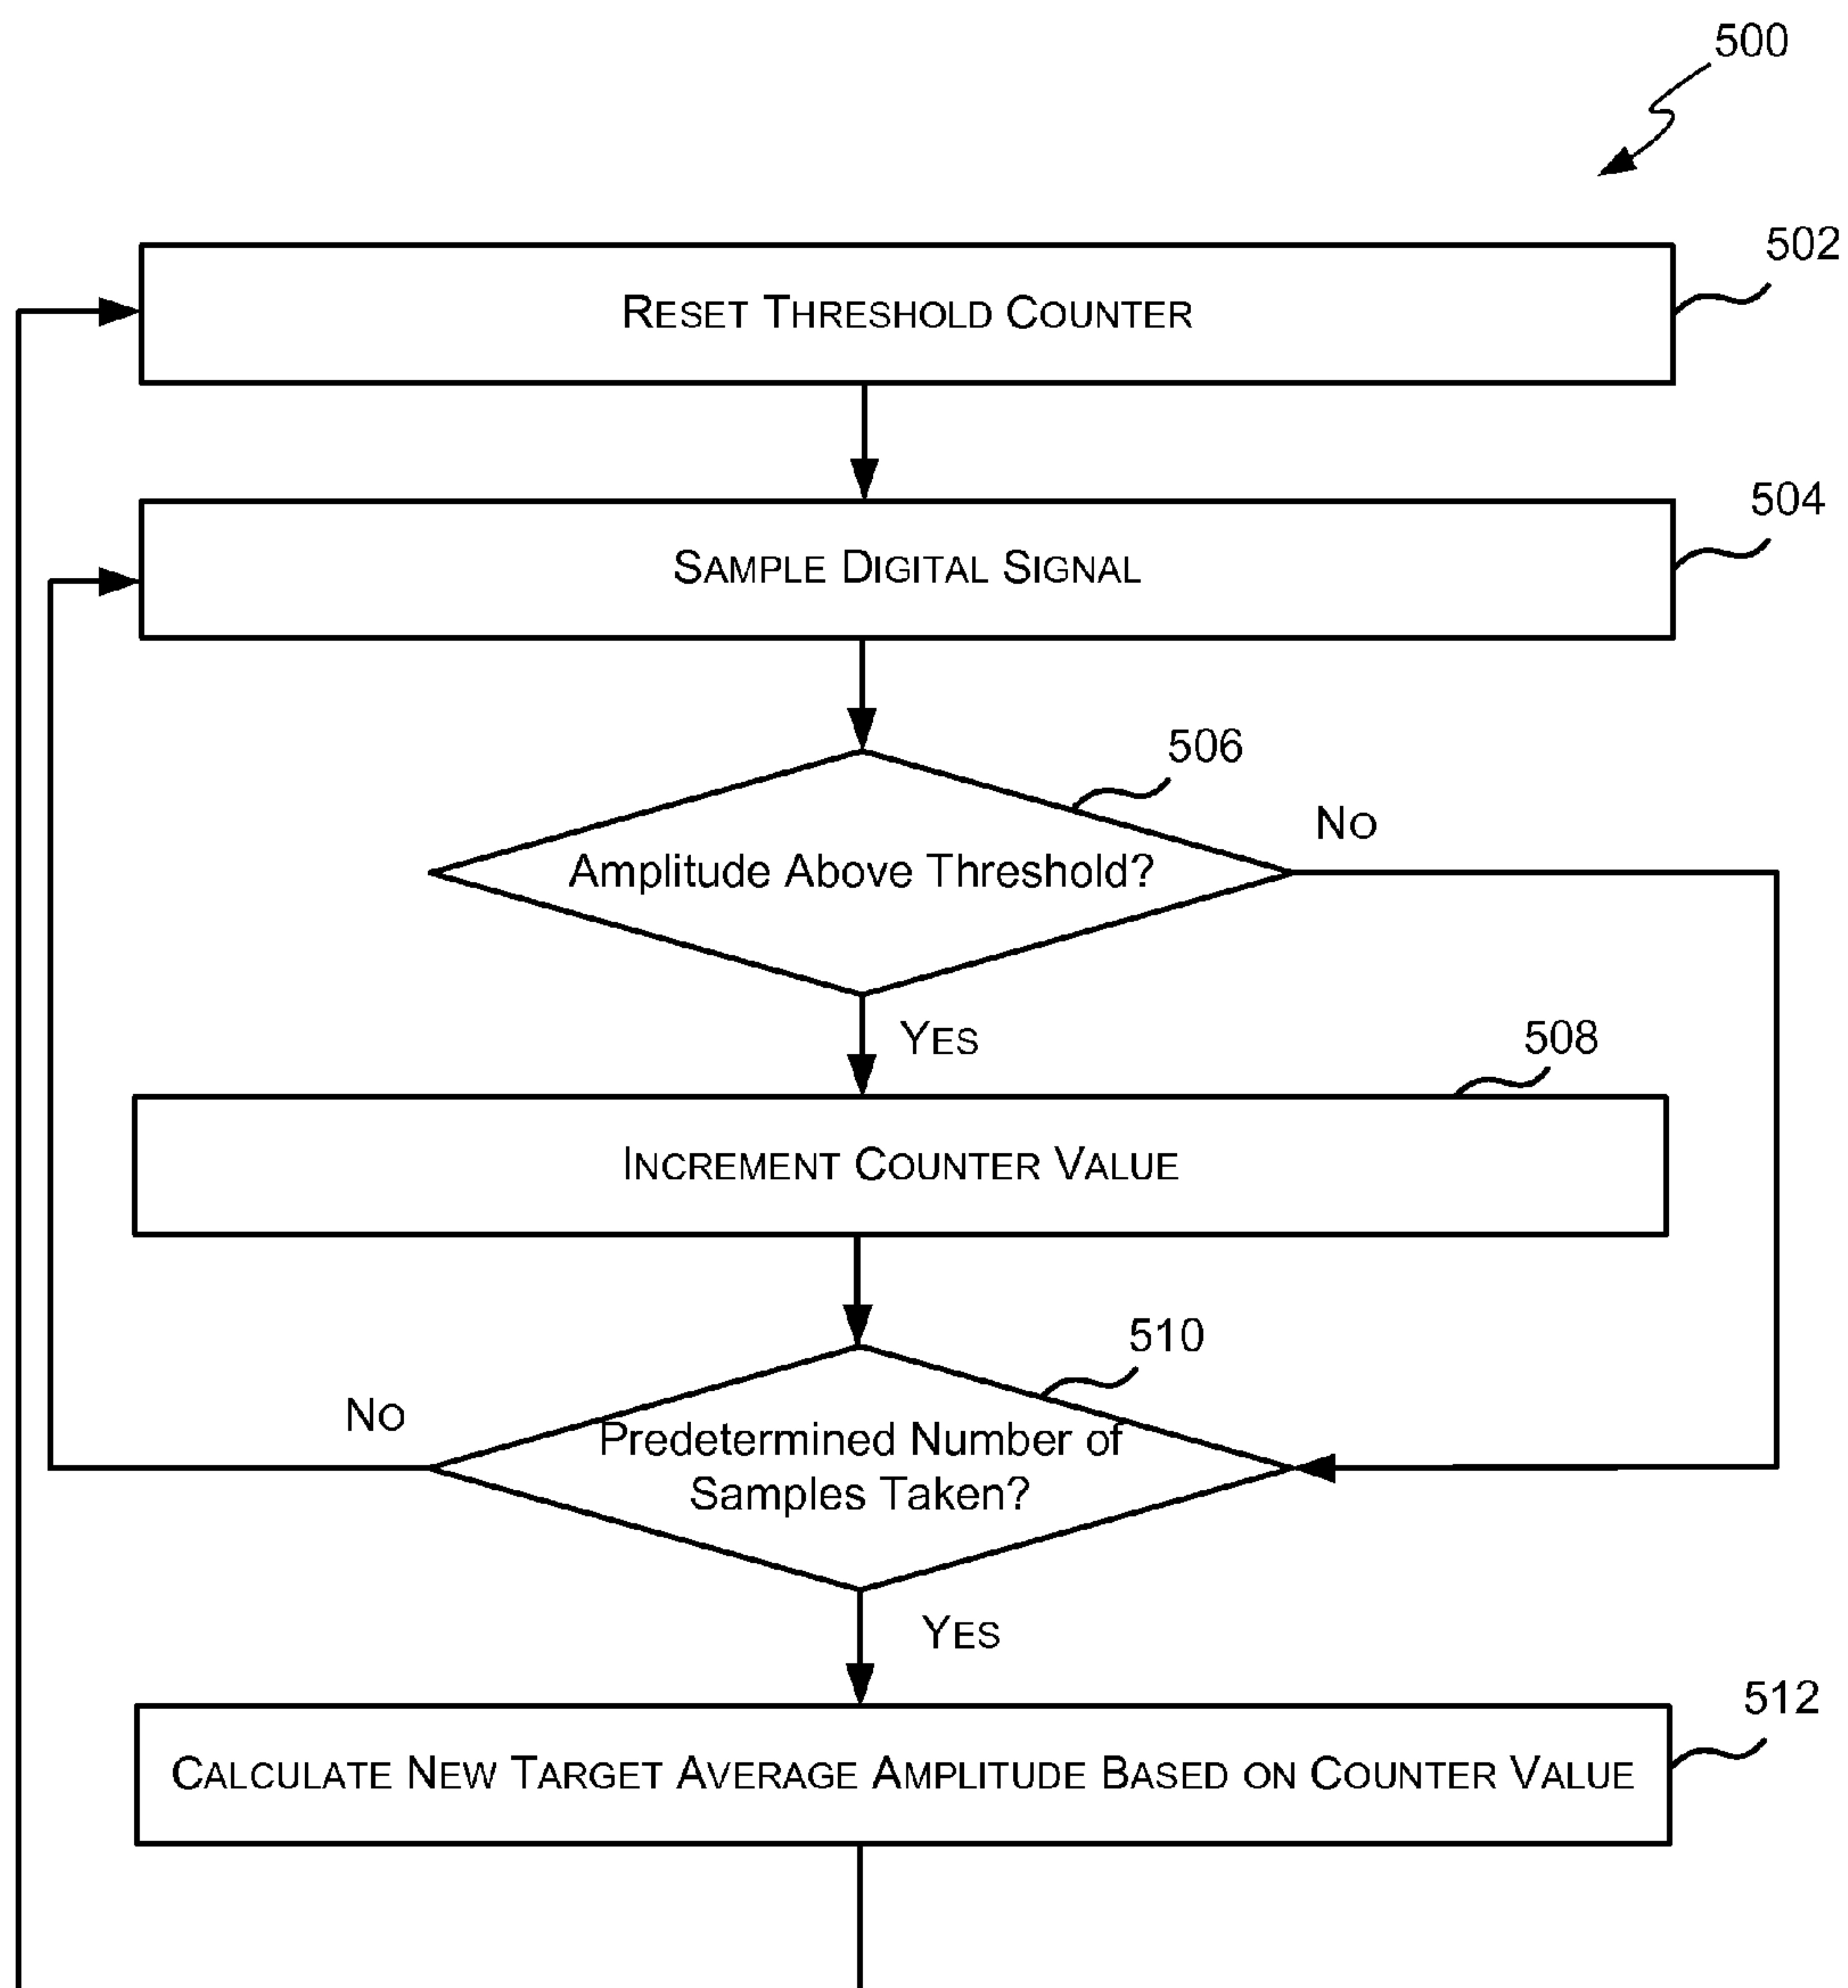 500
502
RESET THRESHOLD COUNTER
504
SAMPLE DIGITAL SIGNAL
506
No
Amplitude Above Threshold?
YES
508
INCREMENT COUNTER VALUE
510
No
Predetermined Number of
Samples Taken?
YES
512
CALCULATE NEW TARGET AVERAGE AMPLITUDE BASED ON COUNTER VALUE